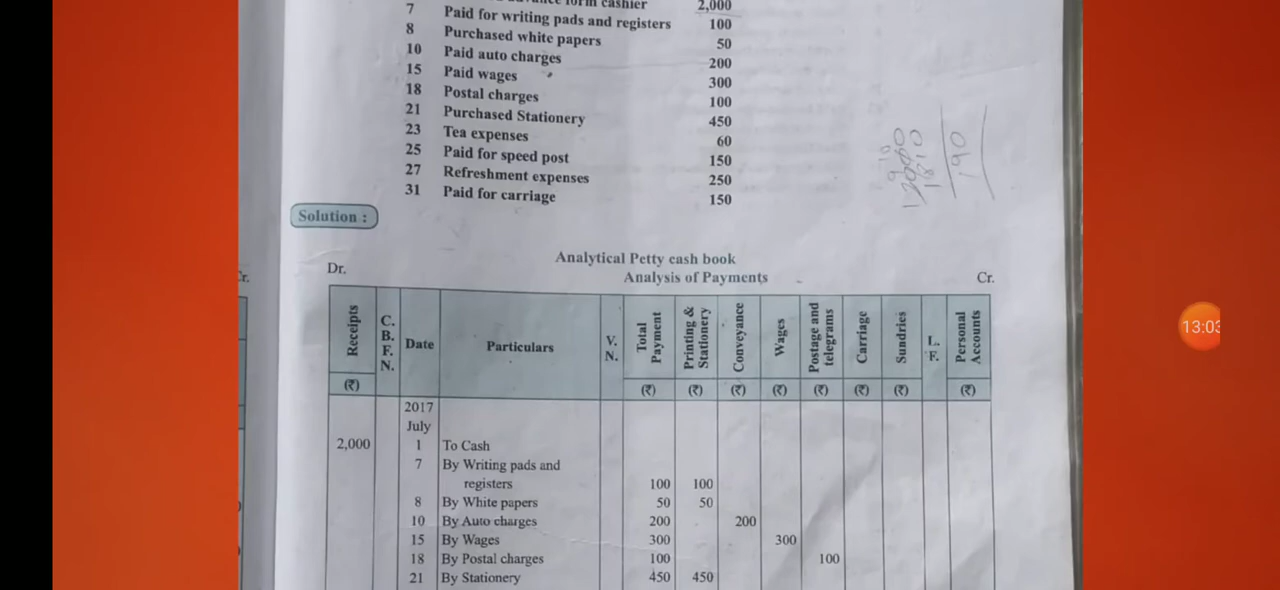 form cashier 2,000
7 Paid for writing pads and registers 100
8 Purchased white papers 50
10 Paid auto charges 200
15 Paid wages 300
18 Postal charges 100
21 Purchased Stationery 450
23 Tea expenses 60
25 Paid for speed post 150
27 Refreshment expenses 250
31 Paid for carriage 150
1810
190
Solution :
Analytical Petty cash book
Dr. Analysis of Payments Cr.
Receipts C. B. F. N. Date Particulars V. N. Total Payment Printing & Stationery Conveyance Wages Postage and telegrams Carriage Sundries L. F. Personal Accounts
(₹) (₹) (₹) (₹) (₹) (₹) (₹) (₹) (₹)
2017
July
2,000 1 To Cash
7 By Writing pads and
registers 100 100
8 By White papers 50 50
10 By Auto charges 200 200
15 By Wages 300 300
18 By Postal charges 100 100
21 By Stationery 450 450
Cr.
13:03